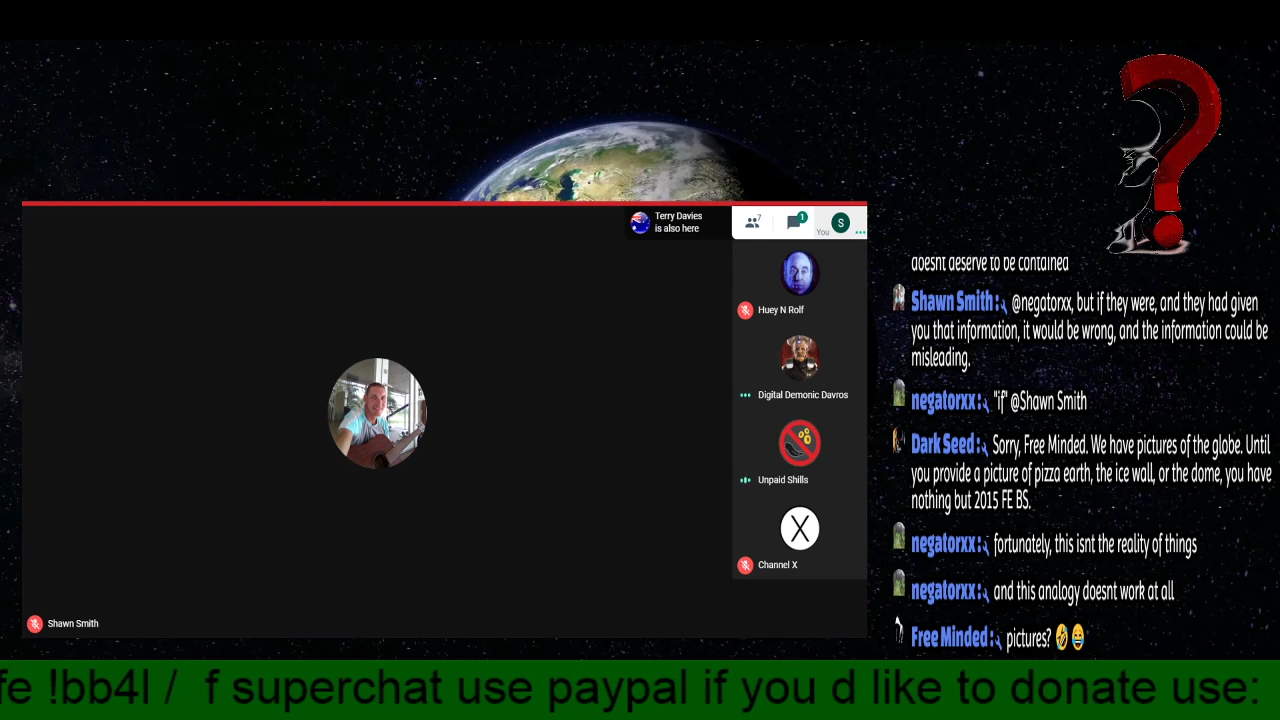 Terry Davies
is also here
7
1
You
S
Huey N Rolf
Digital Demonic Davros
Unpaid Shills
X
Channel X
Shawn Smith
?
doesnt deserve to be contained
Shawn Smith: @negatorxx, but if they were, and they had given
you that information, it would be wrong, and the information could be
misleading.
negatorxx: "if" @Shawn Smith
Dark Seed: Sorry, Free Minded. We have pictures of the globe. Until
you provide a picture of pizza earth, the ice wall, or the dome, you have
nothing but 2015 FE BS.
negatorxx: fortunately, this isnt the reality of things
negatorxx: and this analogy doesnt work at all
Free Minded: pictures? 🤣😂
fe !bb4l / f superchat use paypal if you d like to donate use: